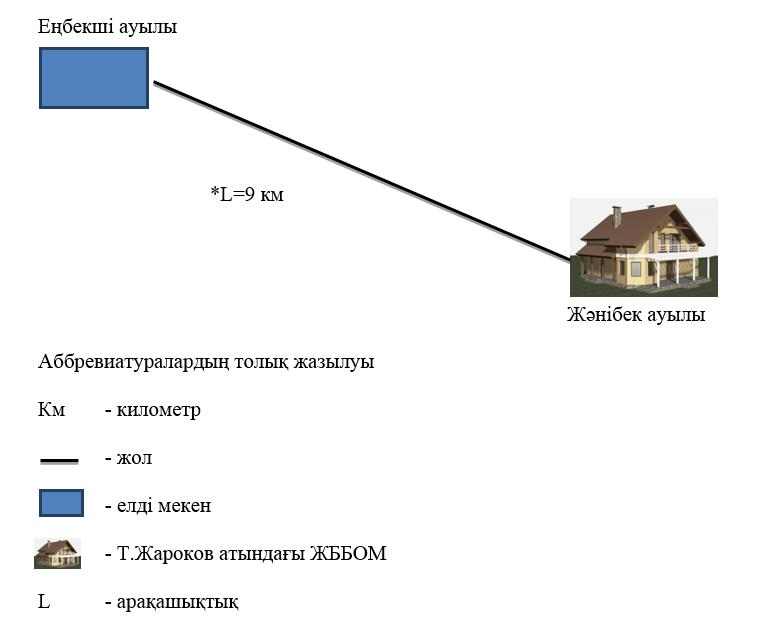 Еңбекші ауылы
*L=9 км
Жәнібек ауылы
Аббревиатуралардың толық жазылуы
Км - километр
- жол
- елді мекен
- Т.Жароков атындағы ЖББОМ
L - арақашықтық